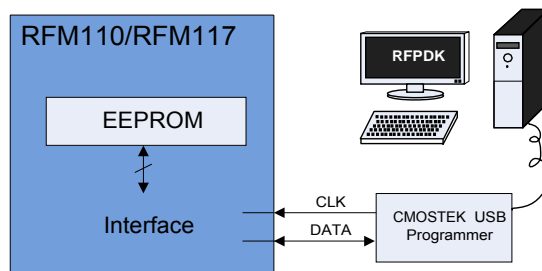 RFM110/RFM117
EEPROM
Interface
RFPDK
CLK
DATA
CMOSTEK USB
Programmer